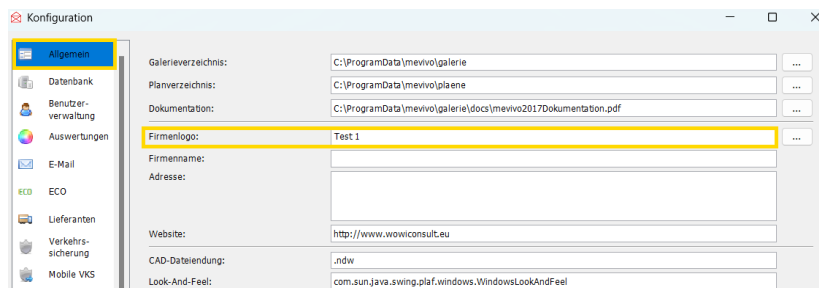 Konfiguration
Allgemein
Datenbank
Benutzer-
verwaltung
Auswertungen
E-Mail
ECO ECO
Lieferanten
Verkehrs-
sicherung
Mobile VKS
Galerieverzeichnis: C:\ProgramData\mevivo\galerie ...
Planverzeichnis: C:\ProgramData\mevivo\plaene ...
Dokumentation: C:\ProgramData\mevivo\galerie\docs\mevivo2017Dokumentation.pdf ...
Firmenlogo: Test 1 ...
Firmenname:
Adresse:
Website: http://www.wowiconsult.eu
CAD-Dateiendung: .ndw
Look-And-Feel: com.sun.java.swing.plaf.windows.WindowsLookAndFeel